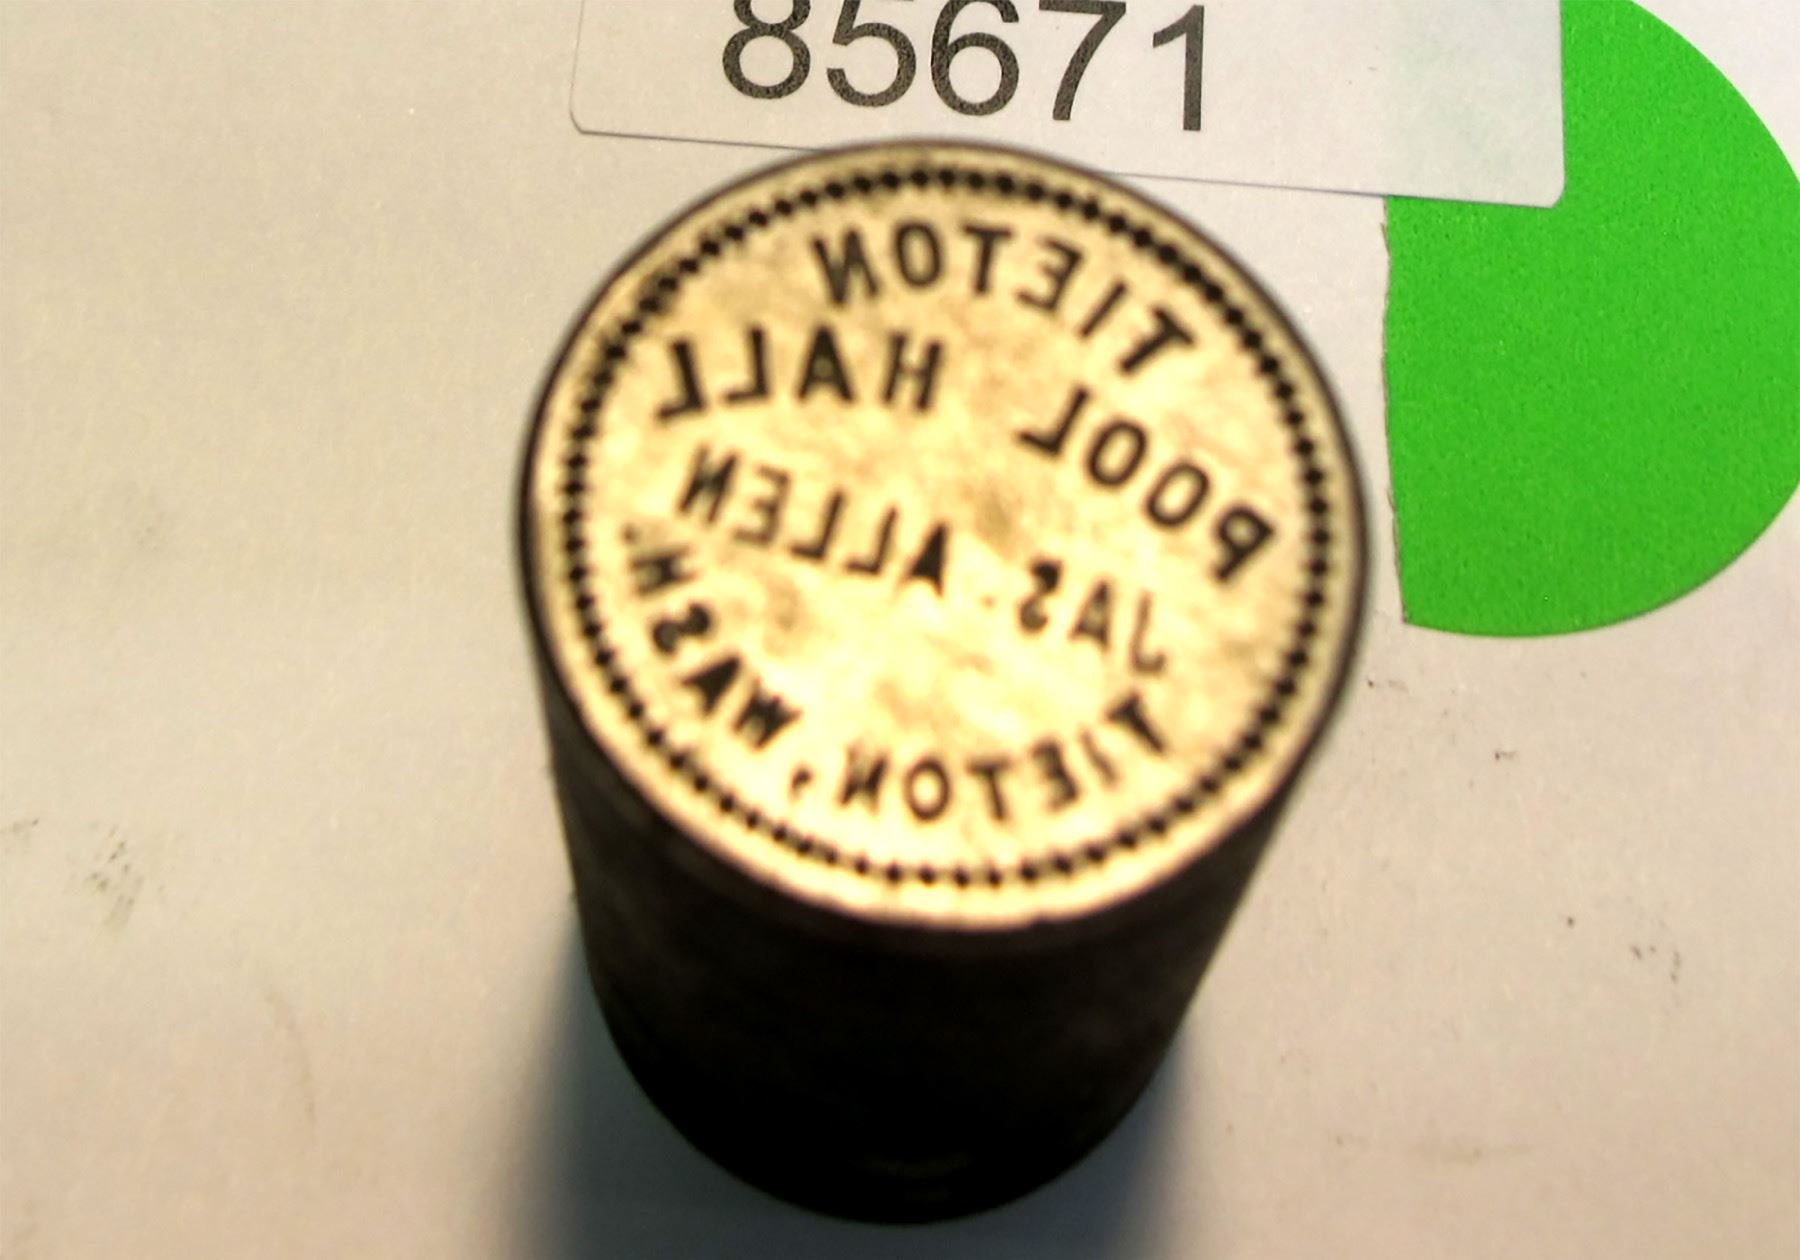 85671
TIETON
POOL HALL
JAS. ALLEN
TIETON, WASH.